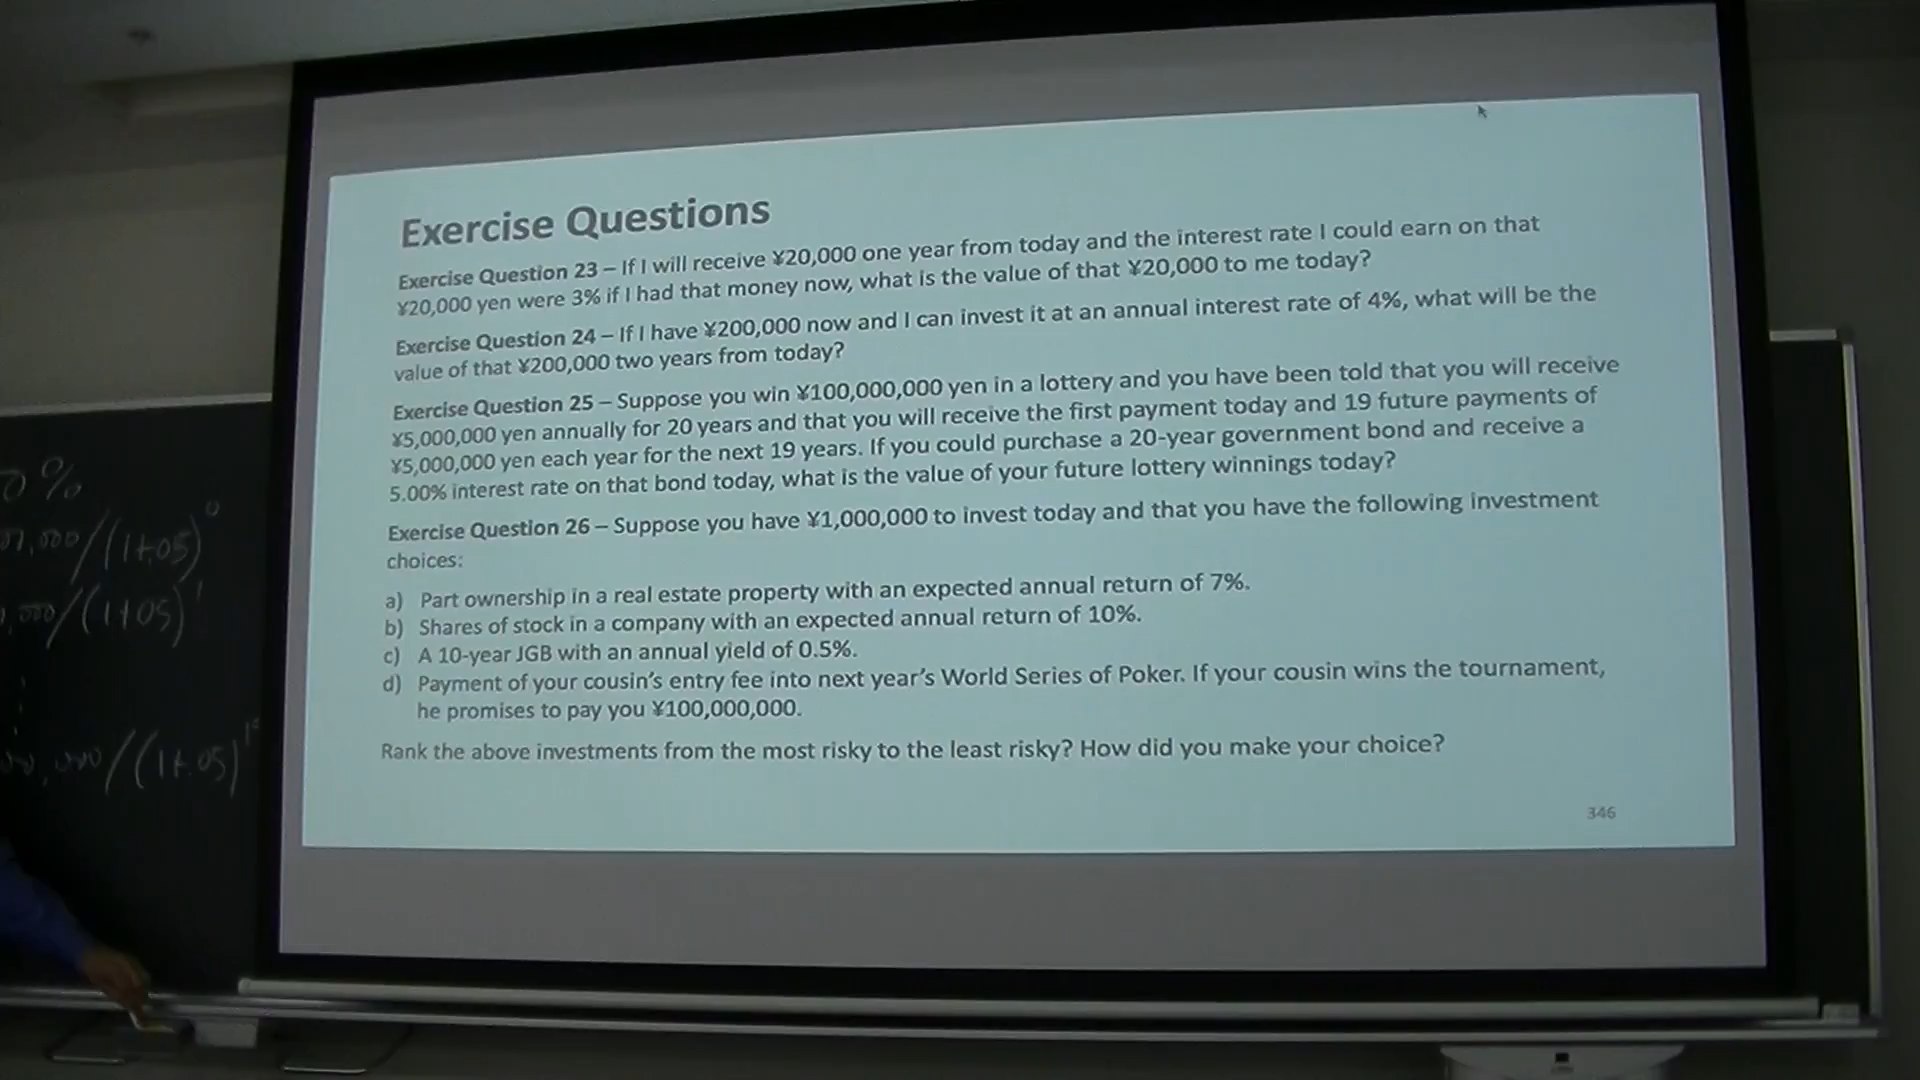 Exercise Questions
Exercise Question 23 – If I will receive ¥20,000 one year from today and the interest rate I could earn on that
¥20,000 yen were 3% if I had that money now, what is the value of that ¥20,000 to me today?
Exercise Question 24 – If I have ¥200,000 now and I can invest it at an annual interest rate of 4%, what will be the
value of that ¥200,000 two years from today?
Exercise Question 25 – Suppose you win ¥100,000,000 yen in a lottery and you have been told that you will receive
¥5,000,000 yen annually for 20 years and that you will receive the first payment today and 19 future payments of
¥5,000,000 yen each year for the next 19 years. If you could purchase a 20-year government bond and receive a
5.00% interest rate on that bond today, what is the value of your future lottery winnings today?
Exercise Question 26 – Suppose you have ¥1,000,000 to invest today and that you have the following investment
choices:
a) Part ownership in a real estate property with an expected annual return of 7%.
b) Shares of stock in a company with an expected annual return of 10%.
c) A 10-year JGB with an annual yield of 0.5%.
d) Payment of your cousin's entry fee into next year's World Series of Poker. If your cousin wins the tournament,
he promises to pay you ¥100,000,000.
Rank the above investments from the most risky to the least risky? How did you make your choice?
346
0%
/(1+05)⁰
/(1+05)¹
/(1+.05)